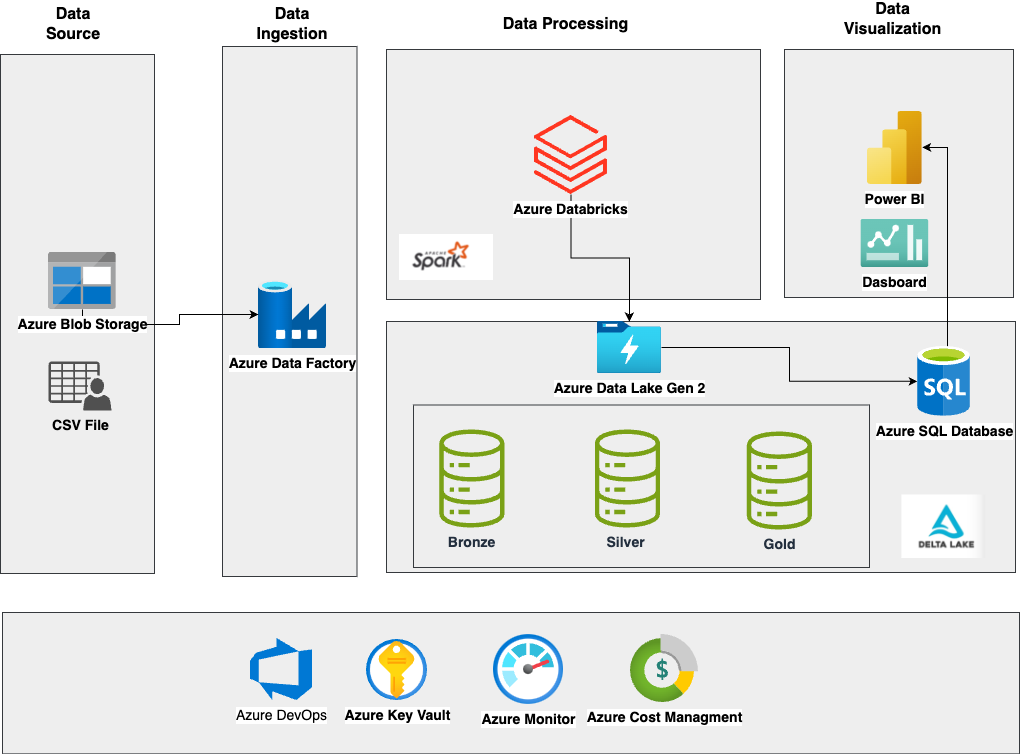 Data
Source
Data
Ingestion
Data Processing
Data
Visualization
Azure Databricks
APACHE
Spark
Power BI
Dasboard
Azure Blob Storage
CSV File
Azure Data Factory
Azure Data Lake Gen 2
SQL
Azure SQL Database
Bronze
Silver
Gold
DELTA LAKE
$
Azure DevOps
Azure Key Vault
Azure Monitor
Azure Cost Managment